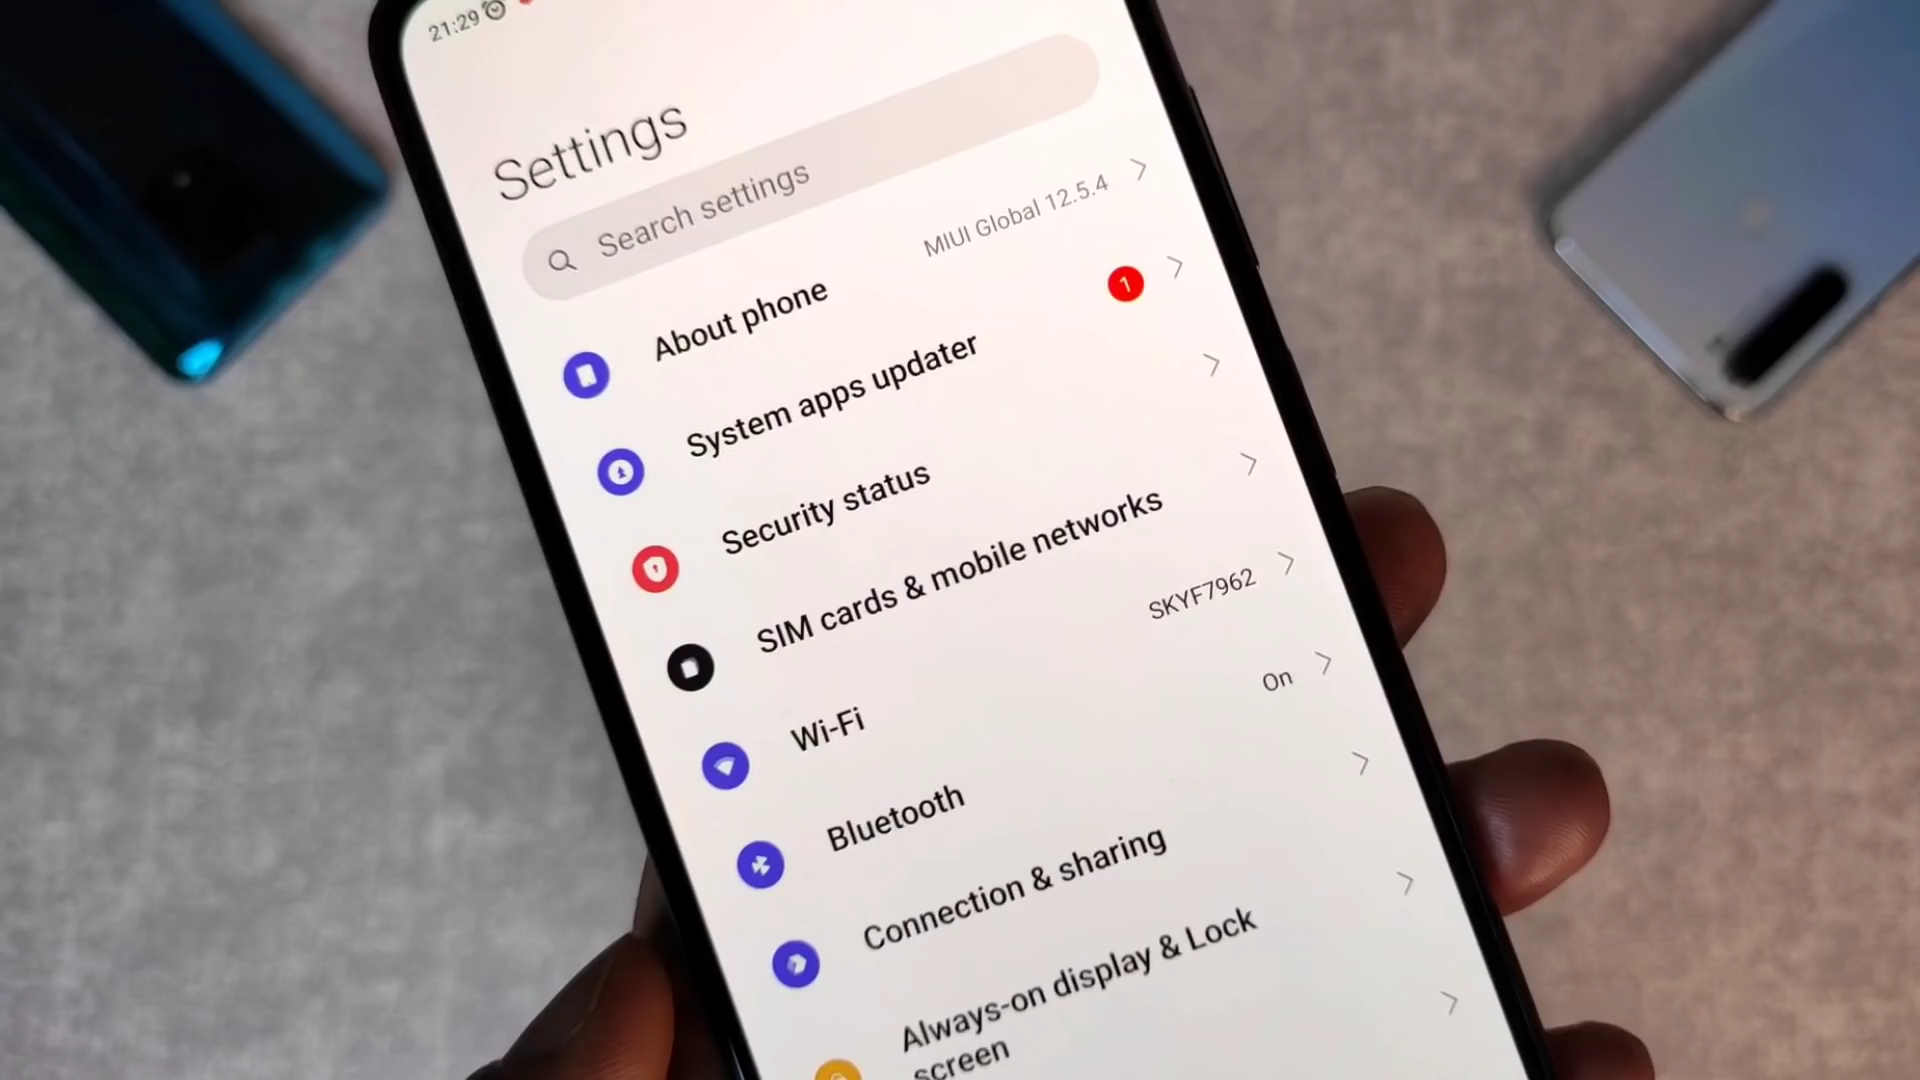 21:29
Settings
Search settings
About phone MIUI Global 12.5.4
System apps updater 1
Security status
SIM cards & mobile networks
Wi-Fi SKYF7962
Bluetooth On
Connection & sharing
Always-on display & Lock
screen